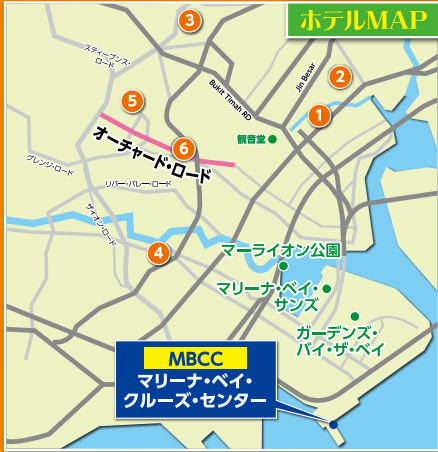 ホテルMAP
3
スティーブンス・
ロード
2
Bukit Timah RD
Jln Besar
5
1
観音堂
6
オーチャード・ロード
グレンジ・ロード
リバー・バレー・ロード
ザイオン・ロード
4
マーライオン公園
マリーナ・ベイ・
サンズ
ガーデンズ・
バイ・ザ・ベイ
MBCC
マリーナ・ベイ・
クルーズ・センター